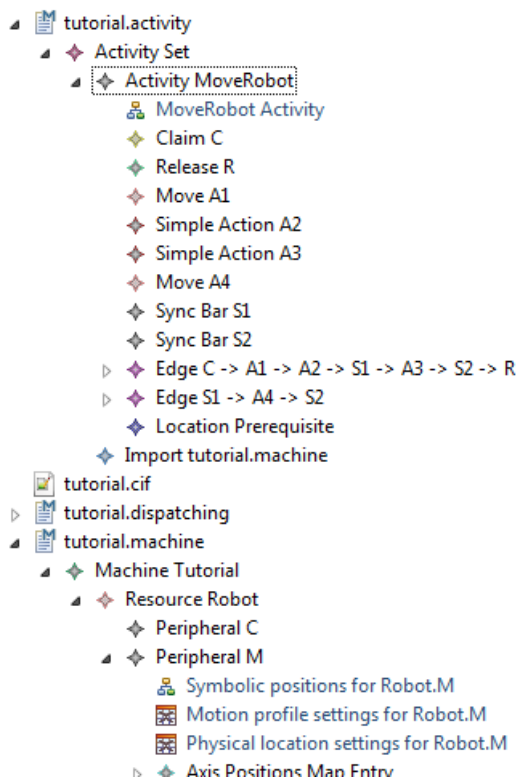 tutorial.activity
Activity Set
Activity MoveRobot
MoveRobot Activity
Claim C
Release R
Move A1
Simple Action A2
Simple Action A3
Move A4
Sync Bar S1
Sync Bar S2
Edge C -> A1 -> A2 -> S1 -> A3 -> S2 -> R
Edge S1 -> A4 -> S2
Location Prerequisite
Import tutorial.machine
tutorial.cif
tutorial.dispatching
tutorial.machine
Machine Tutorial
Resource Robot
Peripheral C
Peripheral M
Symbolic positions for Robot.M
Motion profile settings for Robot.M
Physical location settings for Robot.M
Axis Positions Map Entry